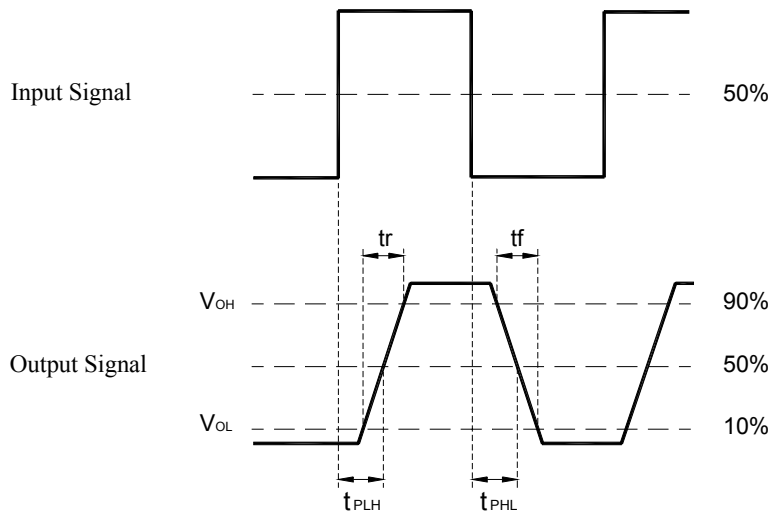 Input Signal
50%
tr
tf
VOH
90%
Output Signal
50%
VOL
10%
tPLH
tPHL